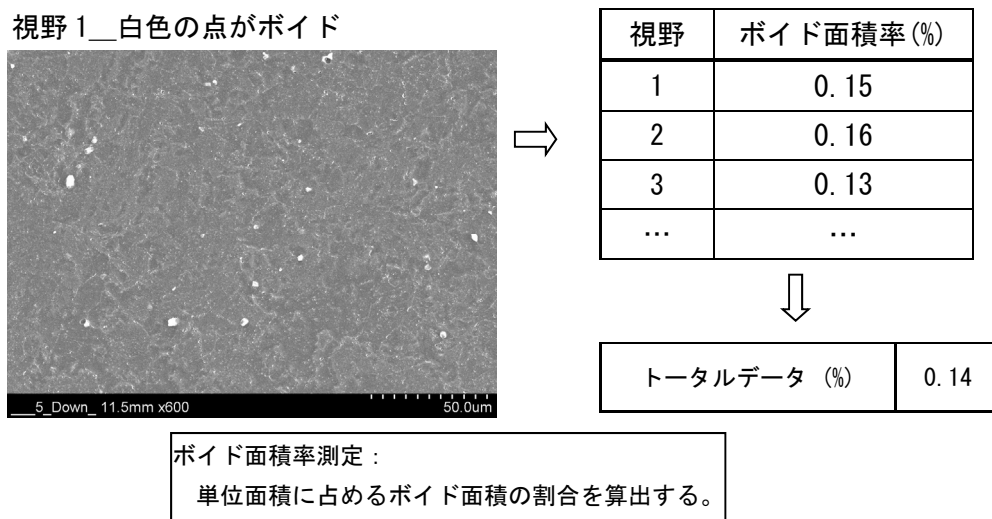 視野1__白色の点がボイド
視野 ボイド面積率(%)
1 0.15
2 0.16
3 0.13
… …
トータルデータ (%) 0.14
___5_Down_ 11.5mm x600 50.0um
ボイド面積率測定：
単位面積に占めるボイド面積の割合を算出する。